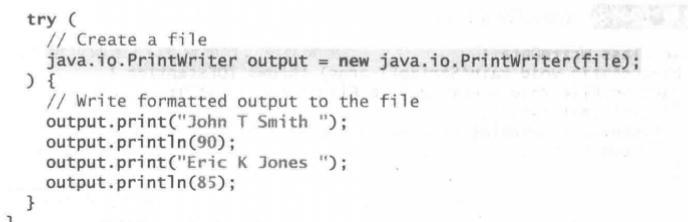 try (
// Create a file
java.io.PrintWriter output = new java.io.PrintWriter(file);
) {
// Write formatted output to the file
output.print("John T Smith ");
output.println(90);
output.print("Eric K Jones ");
output.println(85);
}
}